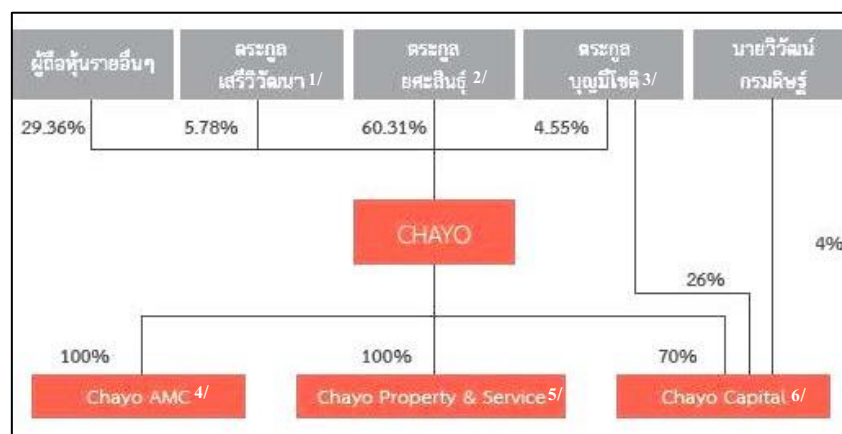 ผู้ถือหุ้นรายอื่นๆ
ตระกูล
เสรีวิวัฒนา 1/
ตระกูล
ยศะสินธุ์ 2/
ตระกูล
บุญมีโชติ 3/
นายวิวัฒน์
กรมดิษฐ์
29.36%
5.78%
60.31%
4.55%
CHAYO
4%
26%
100%
100%
70%
Chayo AMC 4/
Chayo Property & Service 5/
Chayo Capital 6/